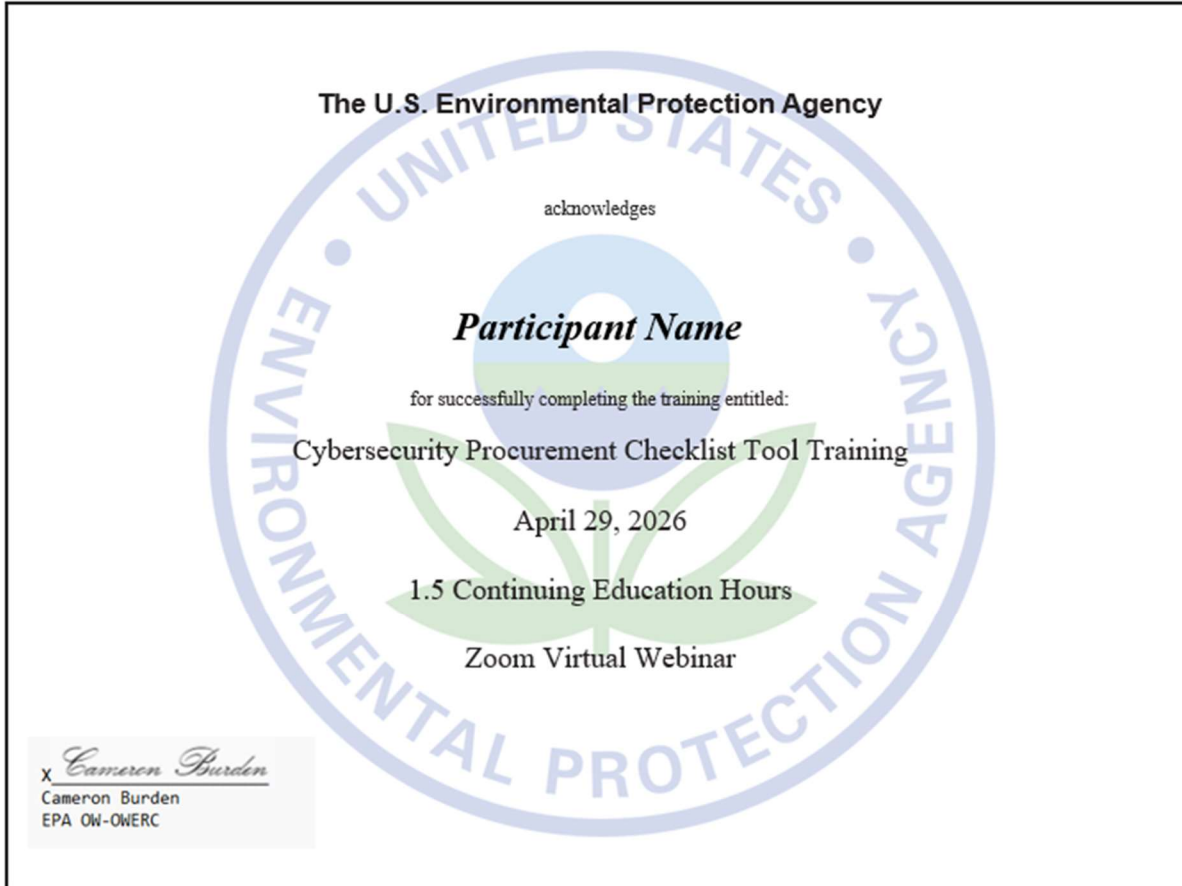 The U.S. Environmental Protection Agency
UNITED STATES
ENVIRONMENTAL PROTECTION AGENCY
acknowledges
Participant Name
for successfully completing the training entitled:
Cybersecurity Procurement Checklist Tool Training
April 29, 2026
1.5 Continuing Education Hours
Zoom Virtual Webinar
X Cameron Burden
Cameron Burden
EPA OW-OWERC